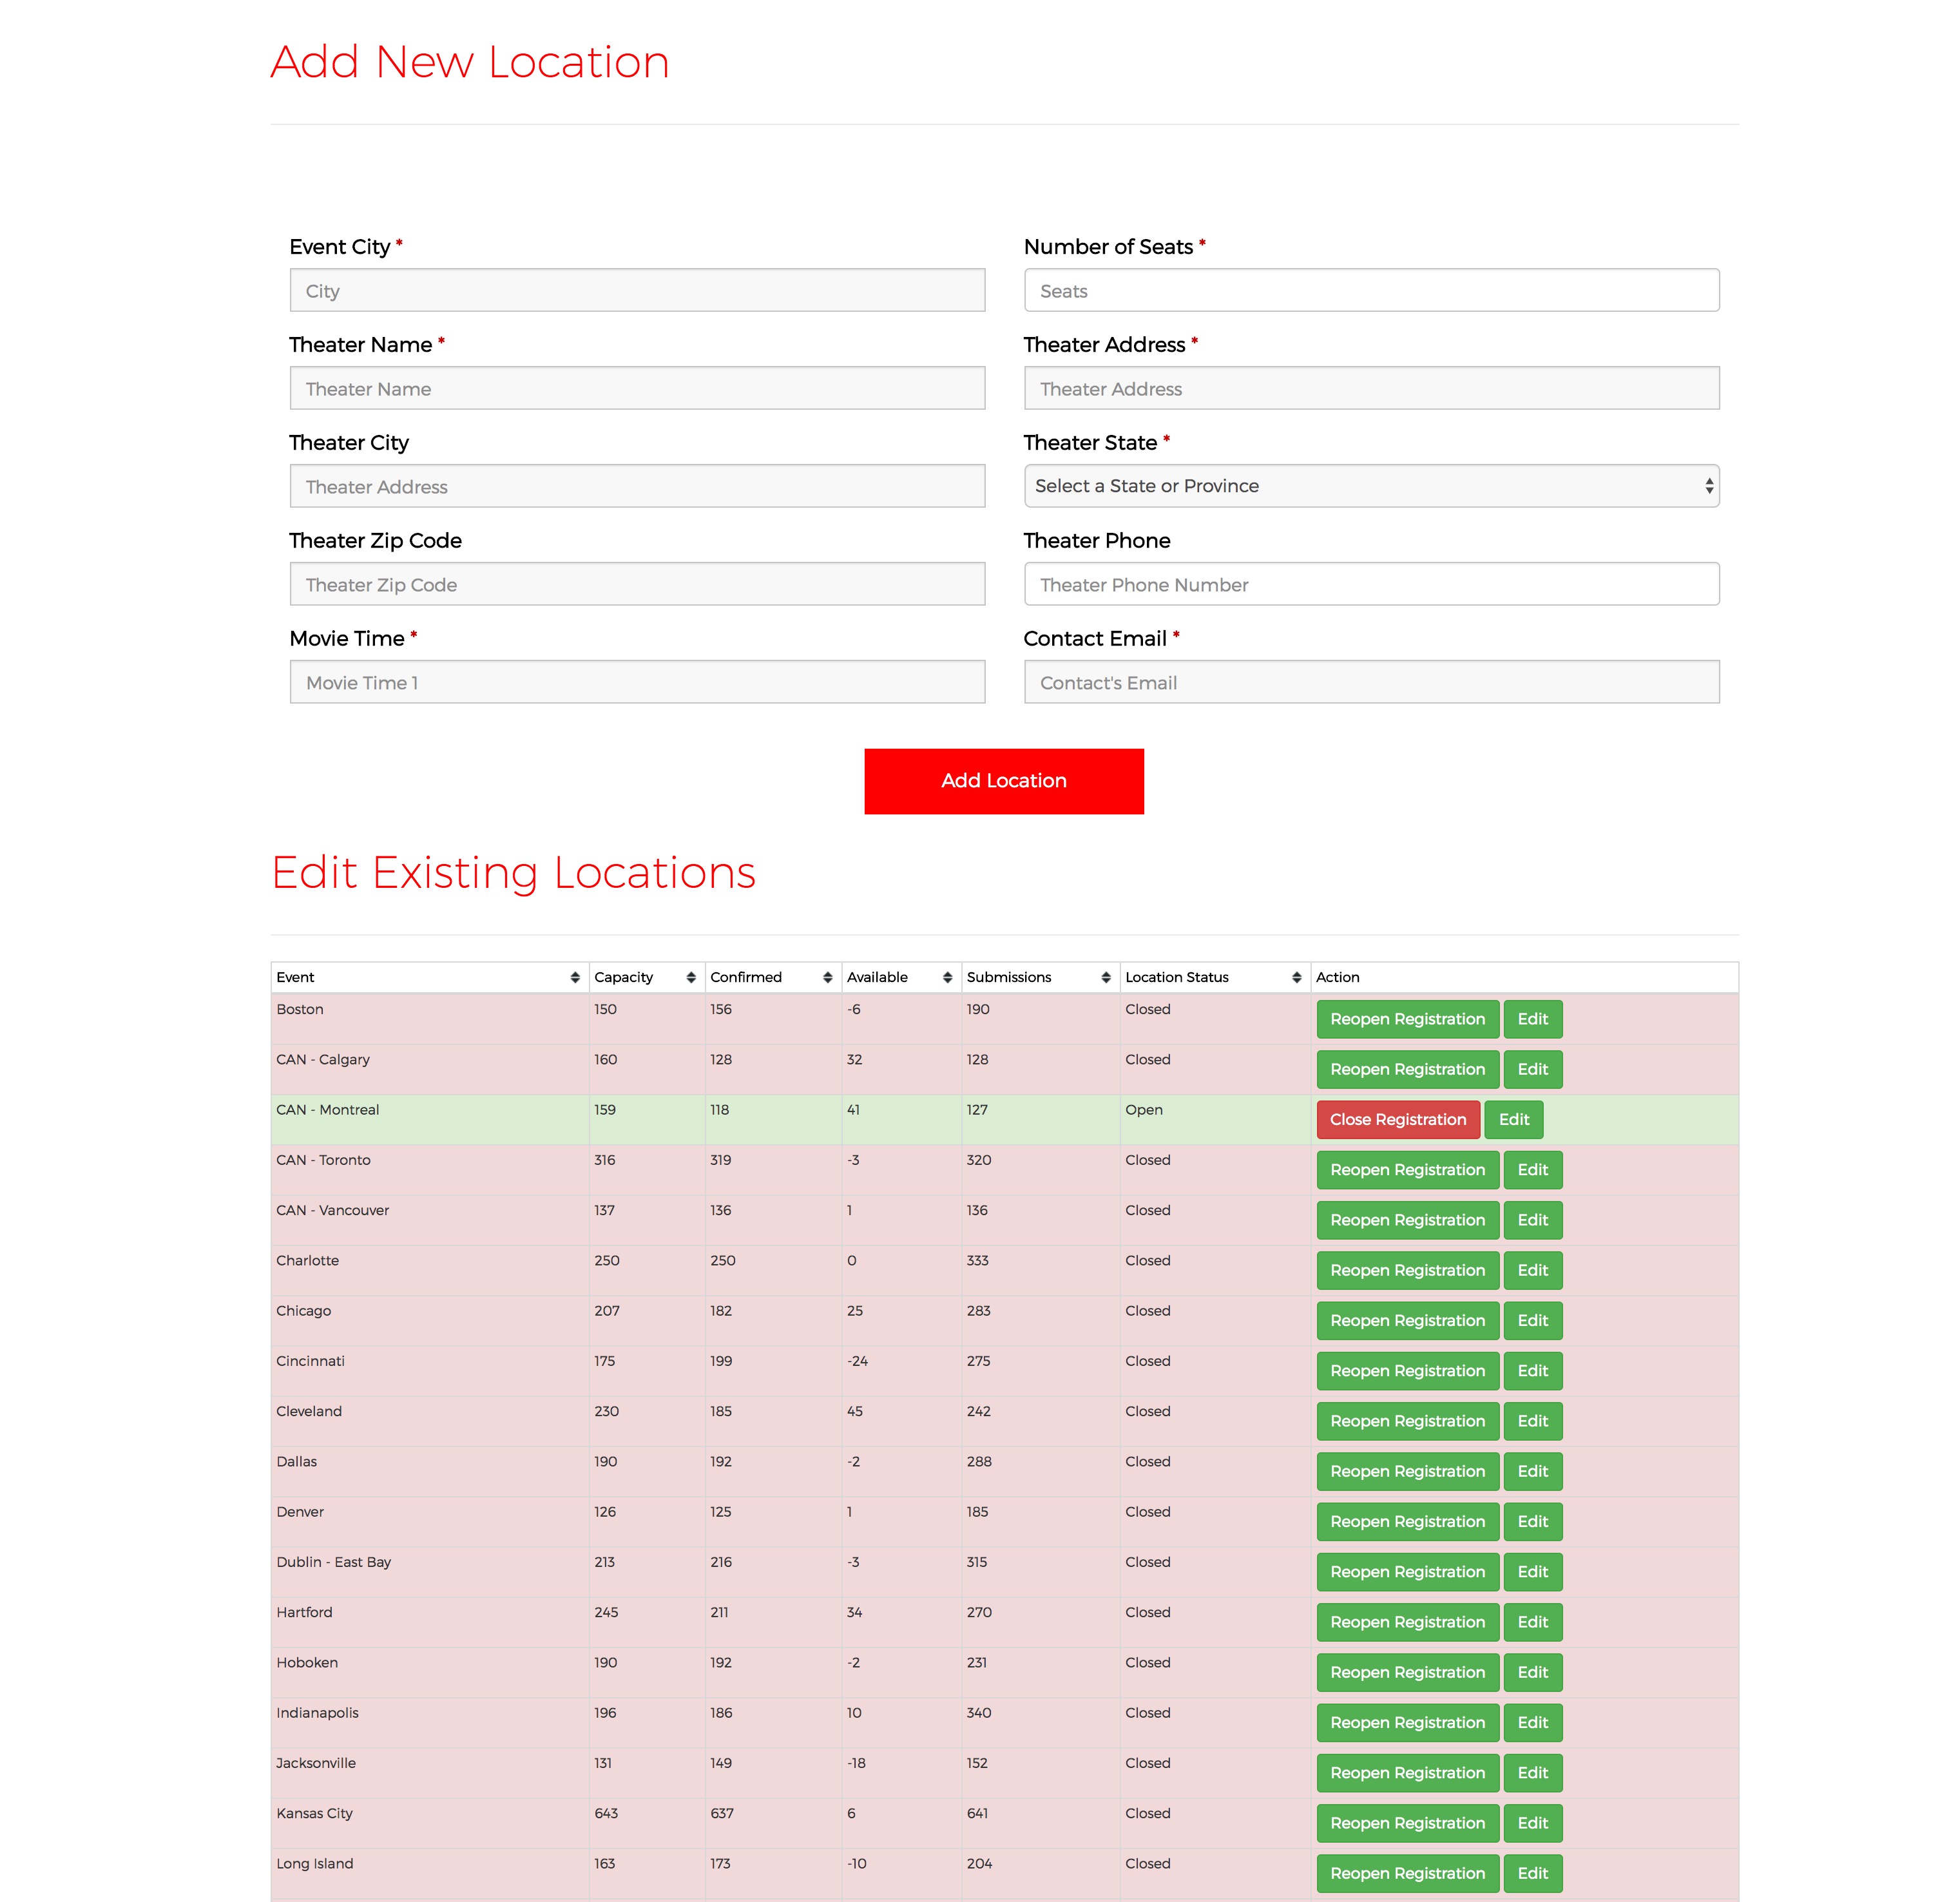 Add New Location
Event City *
Number of Seats *
City
Seats
Theater Name *
Theater Address *
Theater Name
Theater Address
Theater City
Theater State *
Theater Address
Select a State or Province
Theater Zip Code
Theater Phone
Theater Zip Code
Theater Phone Number
Movie Time *
Contact Email *
Movie Time 1
Contact's Email
Add Location
Edit Existing Locations
Event Capacity Confirmed Available Submissions Location Status Action
Boston 150 156 -6 190 Closed Reopen Registration Edit
CAN - Calgary 160 128 32 128 Closed Reopen Registration Edit
CAN - Montreal 159 118 41 127 Open Close Registration Edit
CAN - Toronto 316 319 -3 320 Closed Reopen Registration Edit
CAN - Vancouver 137 136 1 136 Closed Reopen Registration Edit
Charlotte 250 250 0 333 Closed Reopen Registration Edit
Chicago 207 182 25 283 Closed Reopen Registration Edit
Cincinnati 175 199 -24 275 Closed Reopen Registration Edit
Cleveland 230 185 45 242 Closed Reopen Registration Edit
Dallas 190 192 -2 288 Closed Reopen Registration Edit
Denver 126 125 1 185 Closed Reopen Registration Edit
Dublin - East Bay 213 216 -3 315 Closed Reopen Registration Edit
Hartford 245 211 34 270 Closed Reopen Registration Edit
Hoboken 190 192 -2 231 Closed Reopen Registration Edit
Indianapolis 196 186 10 340 Closed Reopen Registration Edit
Jacksonville 131 149 -18 152 Closed Reopen Registration Edit
Kansas City 643 637 6 641 Closed Reopen Registration Edit
Long Island 163 173 -10 204 Closed Reopen Registration Edit